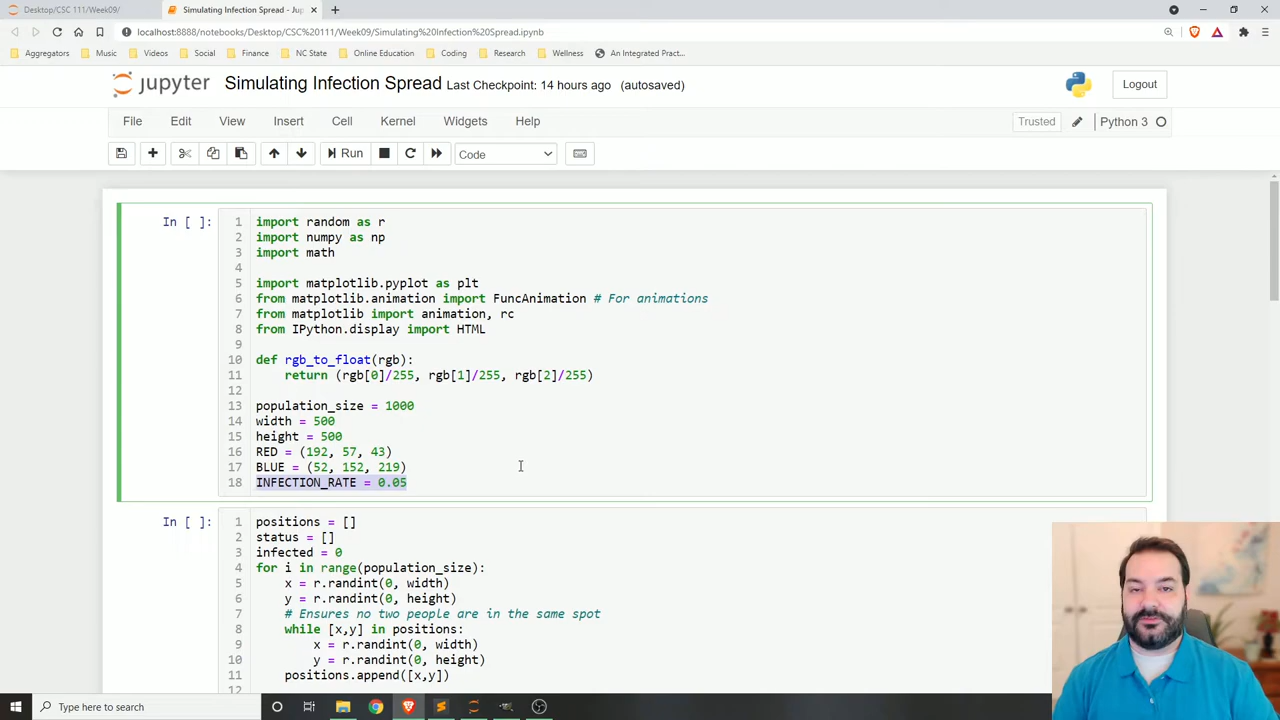 Desktop/CSC 111/Week09/
Simulating Infection Spread - Jup
localhost:8888/notebooks/Desktop/CSC%20111/Week09/Simulating%20Infection%20Spread.ipynb
Aggregators Music Videos Social Finance NC State Online Education Coding Research Wellness An Integrated Pract...
jupyter Simulating Infection Spread Last Checkpoint: 14 hours ago (autosaved) Logout
File Edit View Insert Cell Kernel Widgets Help Trusted Python 3
Run Code
In [ ]:
1 import random as r
2 import numpy as np
3 import math
4
5 import matplotlib.pyplot as plt
6 from matplotlib.animation import FuncAnimation # For animations
7 from matplotlib import animation, rc
8 from IPython.display import HTML
9
10 def rgb_to_float(rgb):
11 return (rgb[0]/255, rgb[1]/255, rgb[2]/255)
12
13 population_size = 1000
14 width = 500
15 height = 500
16 RED = (192, 57, 43)
17 BLUE = (52, 152, 219)
18 INFECTION_RATE = 0.05
In [ ]:
1 positions = []
2 status = []
3 infected = 0
4 for i in range(population_size):
5 x = r.randint(0, width)
6 y = r.randint(0, height)
7 # Ensures no two people are in the same spot
8 while [x,y] in positions:
9 x = r.randint(0, width)
10 y = r.randint(0, height)
11 positions.append([x,y])
12
Type here to search